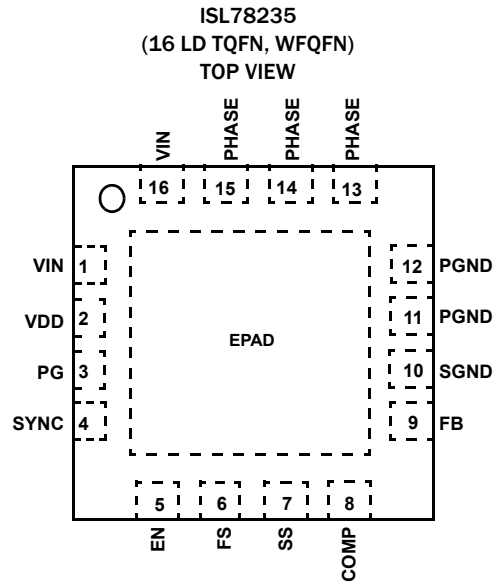 ISL78235
(16 LD TQFN, WFQFN)
TOP VIEW
VIN
PHASE
PHASE
PHASE
16
15
14
13
VIN 1
12 PGND
VDD 2
11 PGND
EPAD
PG 3
10 SGND
SYNC 4
9 FB
5
6
7
8
EN
FS
SS
COMP